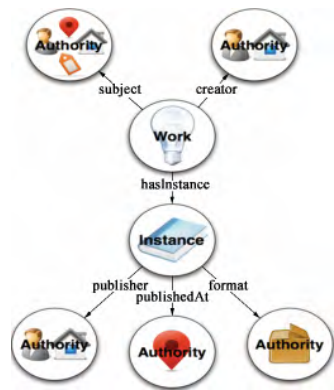 Authority
Authority
subject
creator
Work
hasInstance
Instance
publisher
publishedAt
format
Authority
Authority
Authority